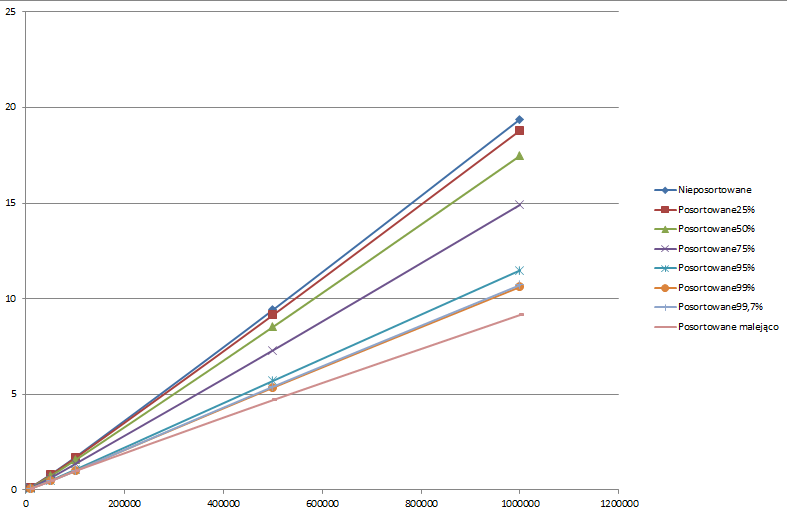 25
20
15
10
5
0
0 200000 400000 600000 800000 1000000 1200000
Nieposortowane
Posortowane25%
Posortowane50%
Posortowane75%
Posortowane95%
Posortowane99%
Posortowane99,7%
Posortowane malejąco